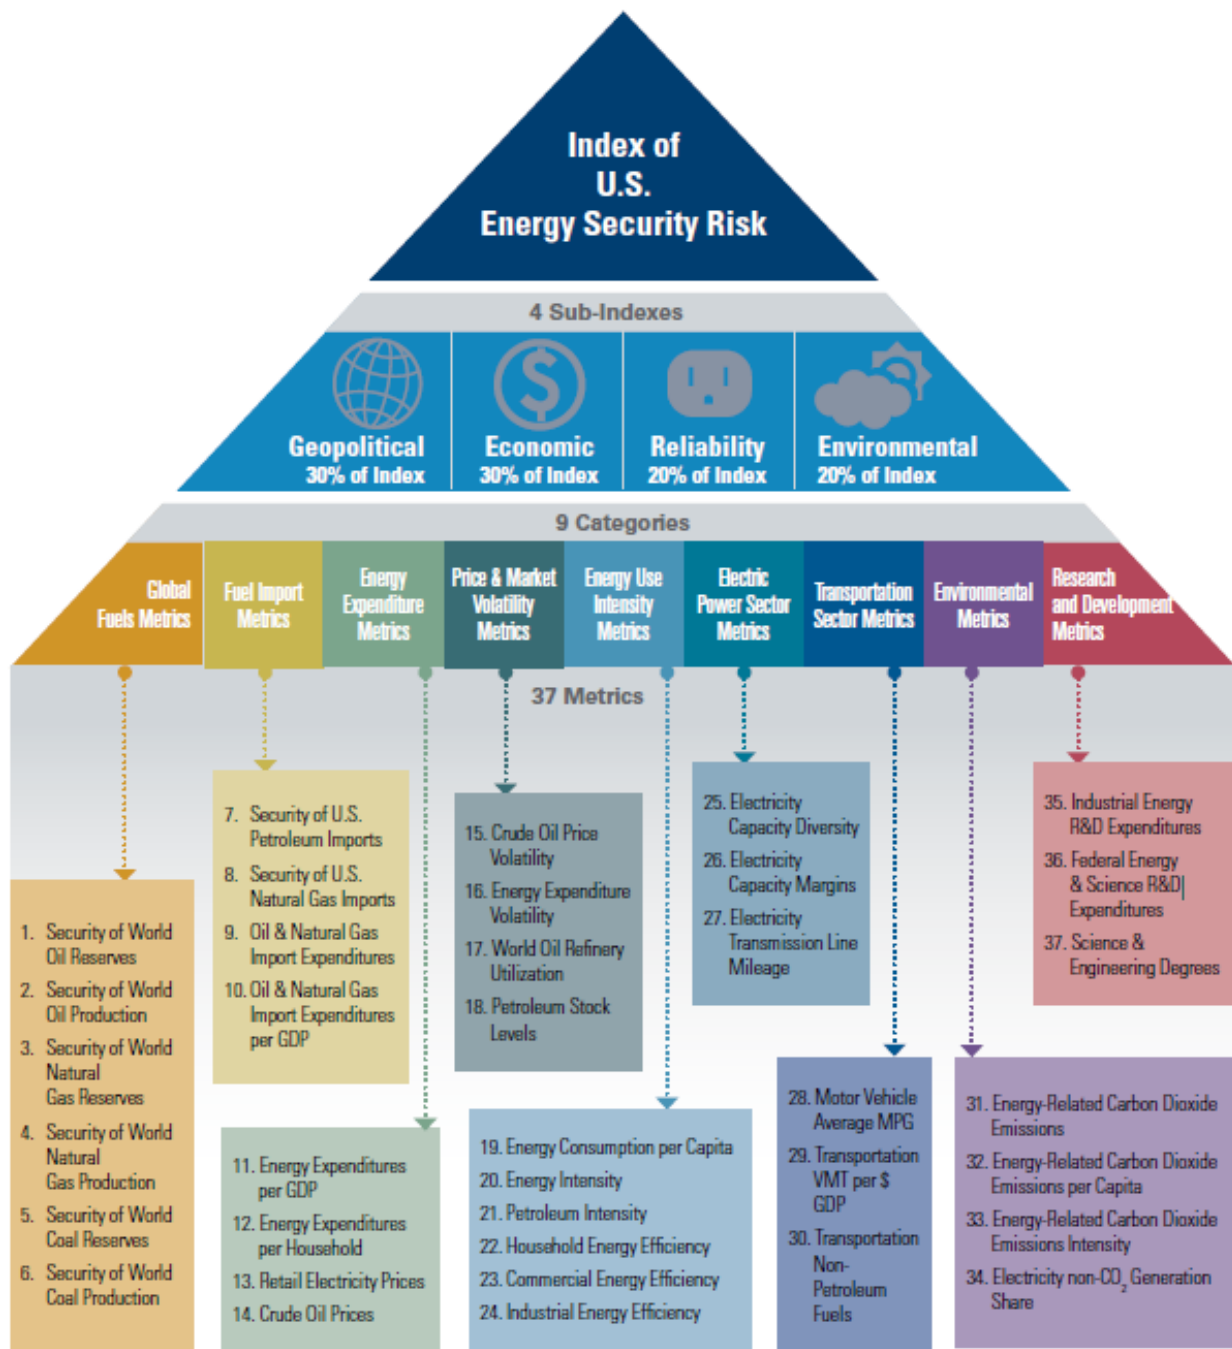 Index of
U.S.
Energy Security Risk
4 Sub-Indexes
Geopolitical
30% of Index
Economic
30% of Index
Reliability
20% of Index
Environmental
20% of Index
9 Categories
Global
Fuels Metrics
Fuel Import
Metrics
Energy
Expenditure
Metrics
Price & Market
Volatility
Metrics
Energy Use
Intensity
Metrics
Electric
Power Sector
Metrics
Transportation
Sector Metrics
Environmental
Metrics
Research
and Development
Metrics
37 Metrics
1. Security of World
Oil Reserves
2. Security of World
Oil Production
3. Security of World
Natural
Gas Reserves
4. Security of World
Natural
Gas Production
5. Security of World
Coal Reserves
6. Security of World
Coal Production
7. Security of U.S.
Petroleum Imports
8. Security of U.S.
Natural Gas Imports
9. Oil & Natural Gas
Import Expenditures
10. Oil & Natural Gas
Import Expenditures
per GDP
11. Energy Expenditures
per GDP
12. Energy Expenditures
per Household
13. Retail Electricity Prices
14. Crude Oil Prices
15. Crude Oil Price
Volatility
16. Energy Expenditure
Volatility
17. World Oil Refinery
Utilization
18. Petroleum Stock
Levels
19. Energy Consumption per Capita
20. Energy Intensity
21. Petroleum Intensity
22. Household Energy Efficiency
23. Commercial Energy Efficiency
24. Industrial Energy Efficiency
25. Electricity
Capacity Diversity
26. Electricity
Capacity Margins
27. Electricity
Transmission Line
Mileage
28. Motor Vehicle
Average MPG
29. Transportation
VMT per $
GDP
30. Transportation
Non-
Petroleum
Fuels
31. Energy-Related Carbon Dioxide
Emissions
32. Energy-Related Carbon Dioxide
Emissions per Capita
33. Energy-Related Carbon Dioxide
Emissions Intensity
34. Electricity non-CO₂ Generation
Share
35. Industrial Energy
R&D Expenditures
36. Federal Energy
& Science R&D
Expenditures
37. Science &
Engineering Degrees